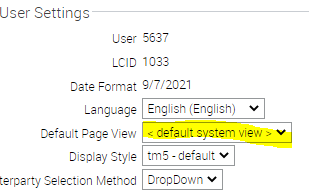 User Settings
User 5637
LCID 1033
Date Format 9/7/2021
Language English (English)
Default Page View < default system view >
Display Style tm5 - default
terparty Selection Method DropDown